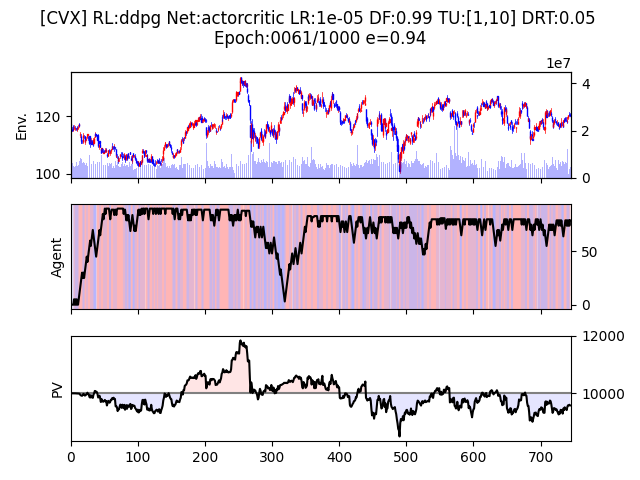 [CVX] RL:ddpg Net:actorcritic LR:1e-05 DF:0.99 TU:[1,10] DRT:0.05
Epoch:0061/1000 e=0.94
1e7
Env.
120
100
4
2
0
Agent
50
0
PV
12000
10000
0 100 200 300 400 500 600 700